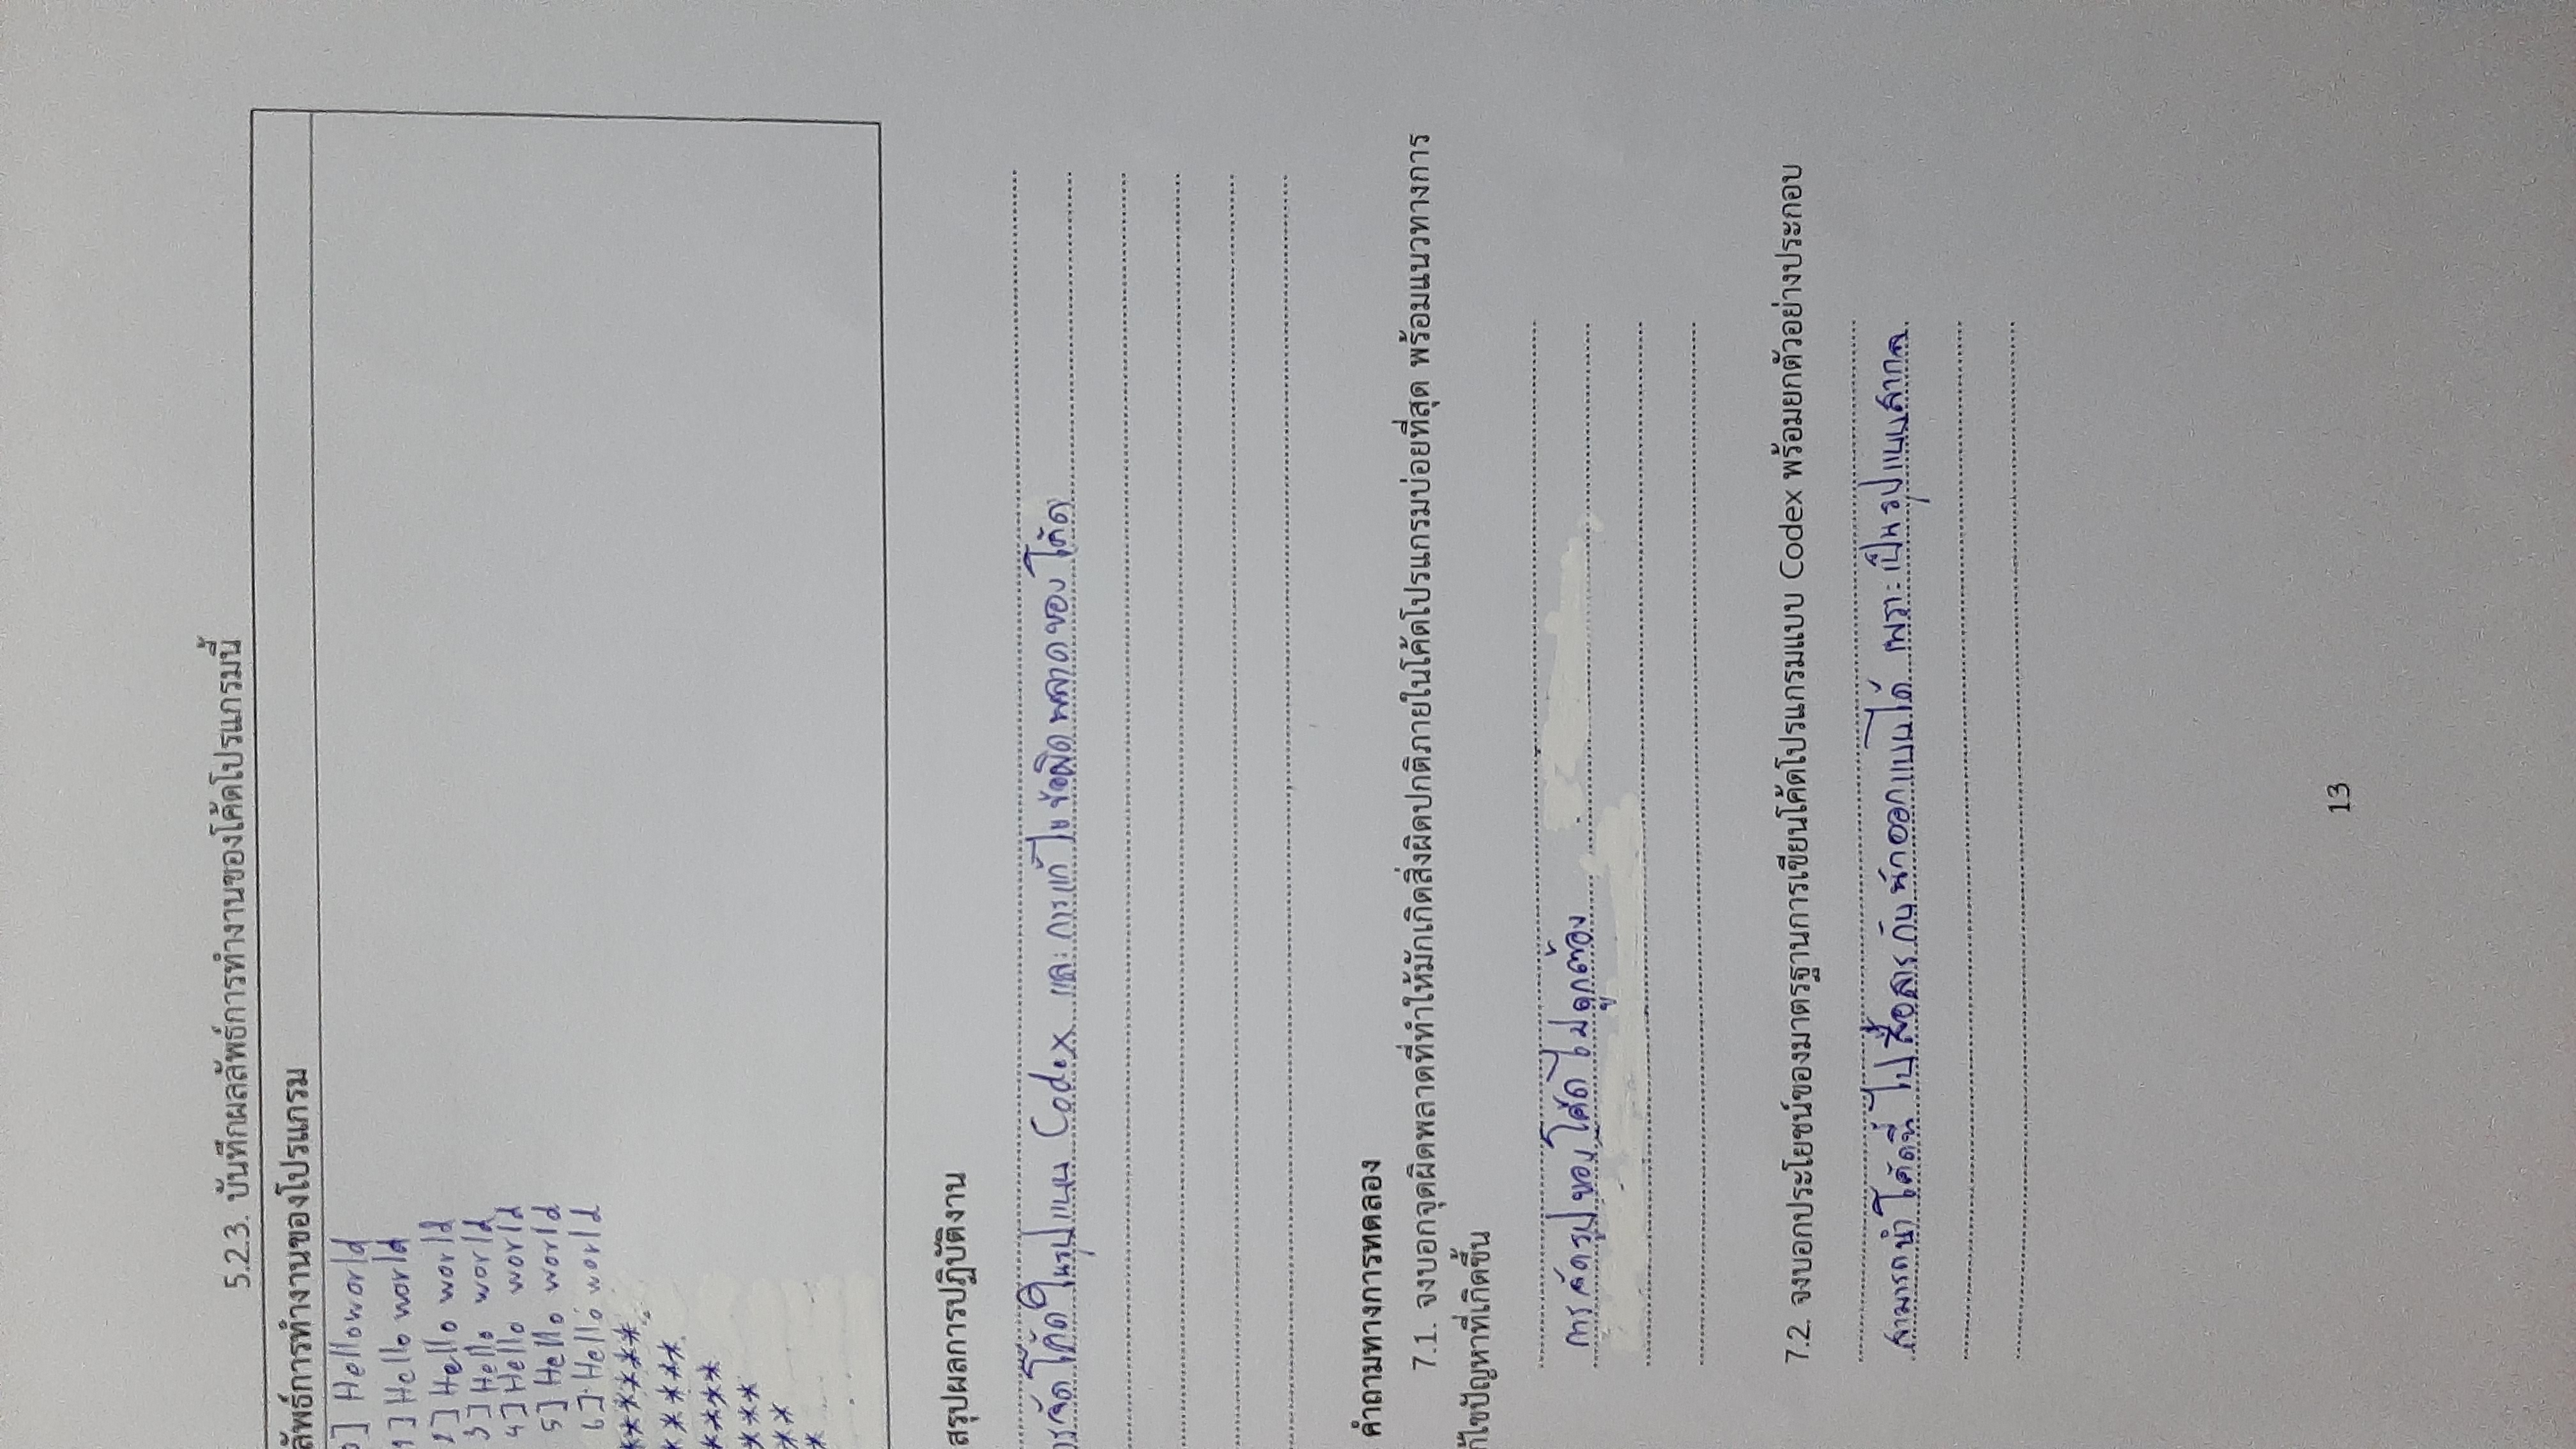 5.2.3. บันทึกผลลัพธ์การทำงานของโค้ดโปรแกรมนี้
ลัพธ์การทำงานของโปรแกรม
0] Helloworld
1] Hello world
2] Hello world
3] Hello world
4] Hello world
5] Hello world
6] Hello world
******
*****
****
***
**
*
สรุปผลการปฏิบัติงาน
ารจัดโค้ดในรูปแบบ Codex และการแก้ไขข้อผิดพลาดของโค้ด
คำถามทางการทดลอง
7.1. จงบอกจุดผิดพลาดที่ทำให้มักเกิดสิ่งผิดปกติภายในโค้ดโปรแกรมบ่อยที่สุด พร้อมแนวทางการ
ก้ไขปัญหาที่เกิดขึ้น
การจัดรูปของโค้ดไม่ถูกต้อง
7.2. จงบอกประโยชน์ของมาตรฐานการเขียนโค้ดโปรแกรมแบบ Codex พร้อมยกตัวอย่างประกอบ
สามารถนำโค้ดนี้ไปสื่อสารกับนักออกแบบได้ เพราะเป็นรูปแบบสากล
13